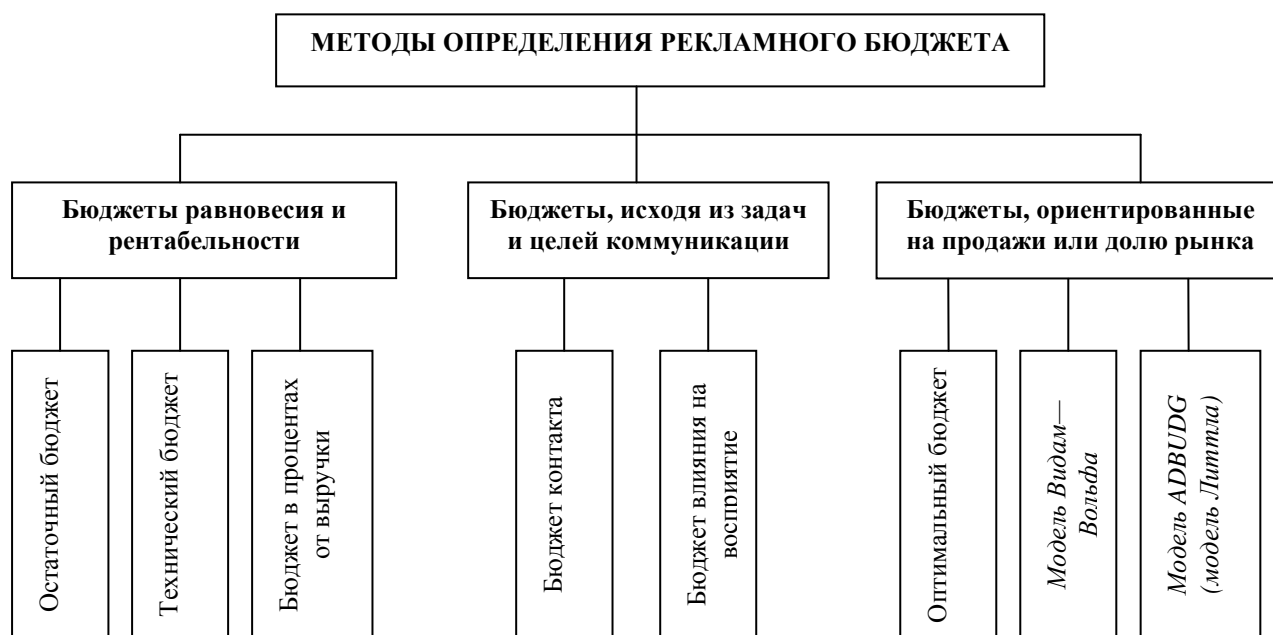 МЕТОДЫ ОПРЕДЕЛЕНИЯ РЕКЛАМНОГО БЮДЖЕТА
Бюджеты равновесия и
рентабельности
Бюджеты, исходя из задач
и целей коммуникации
Бюджеты, ориентированные
на продажи или долю рынка
Остаточный бюджет
Технический бюджет
Бюджет в процентах
от выручки
Бюджет контакта
Бюджет влияния на
восприятие
Оптимальный бюджет
Модель Видам—
Вольфа
Модель ADBUDG
(модель Литтла)